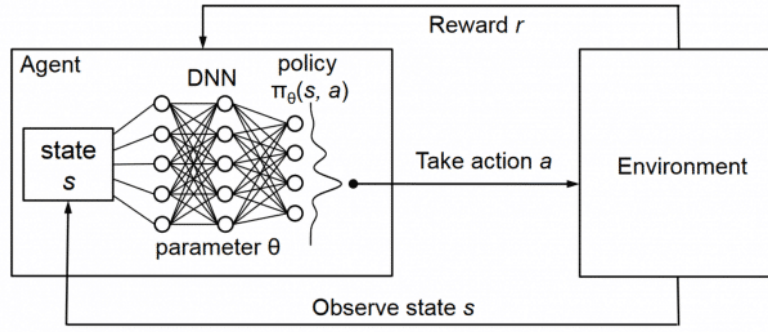 Reward r
Agent
DNN
policy
πθ(s, a)
state
s
Take action a
Environment
parameter θ
Observe state s